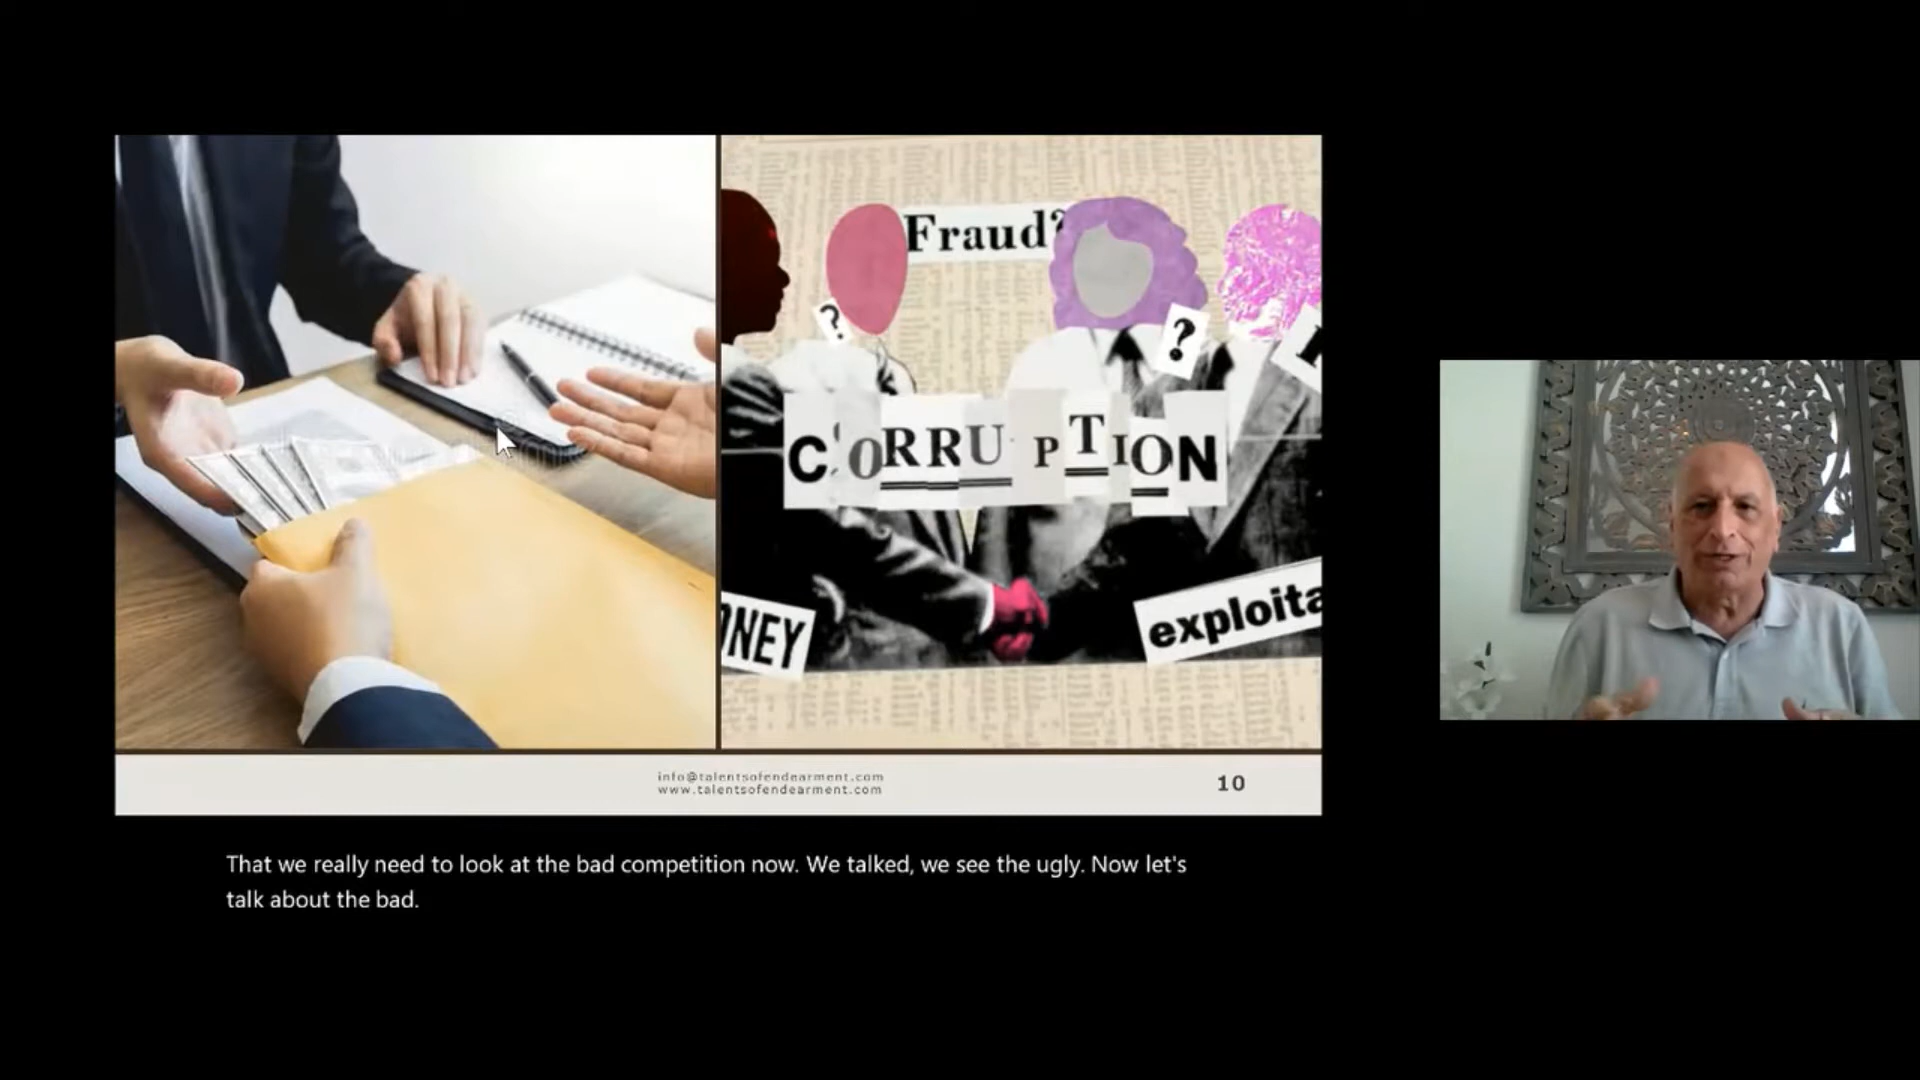 Fraud?
?
?
CORRUPTION
ONEY
exploita
info@talentsofendearment.com
www.talentsofendearment.com
10
That we really need to look at the bad competition now. We talked, we see the ugly. Now let's
talk about the bad.